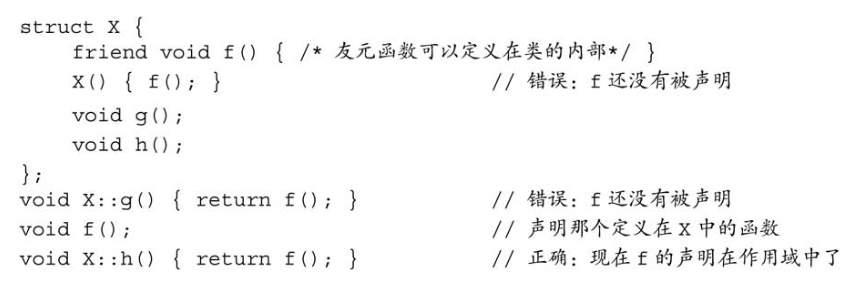 struct X {
    friend void f() { /* 友元函数可以定义在类的内部*/ }
    X() { f(); }                      // 错误：f 还没有被声明
    void g();
    void h();
};
void X::g() { return f(); }           // 错误：f 还没有被声明
void f();                             // 声明那个定义在 X 中的函数
void X::h() { return f(); }           // 正确：现在 f 的声明在作用域中了